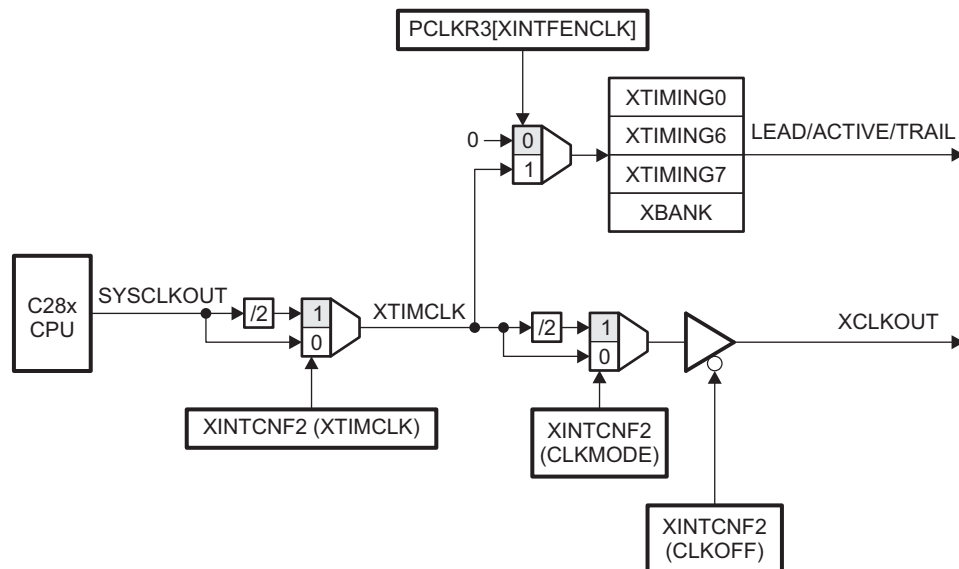 PCLKR3[XINTFENCLK]
0
0
1
XTIMING0
XTIMING6
XTIMING7
XBANK
LEAD/ACTIVE/TRAIL
C28x
CPU
SYSCLKOUT
/2
1
0
XTIMCLK
/2
1
0
XCLKOUT
XINTCNF2 (XTIMCLK)
XINTCNF2
(CLKMODE)
XINTCNF2
(CLKOFF)